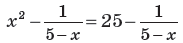 x² − 1/(5 − x) = 25 − 1/(5 − x)